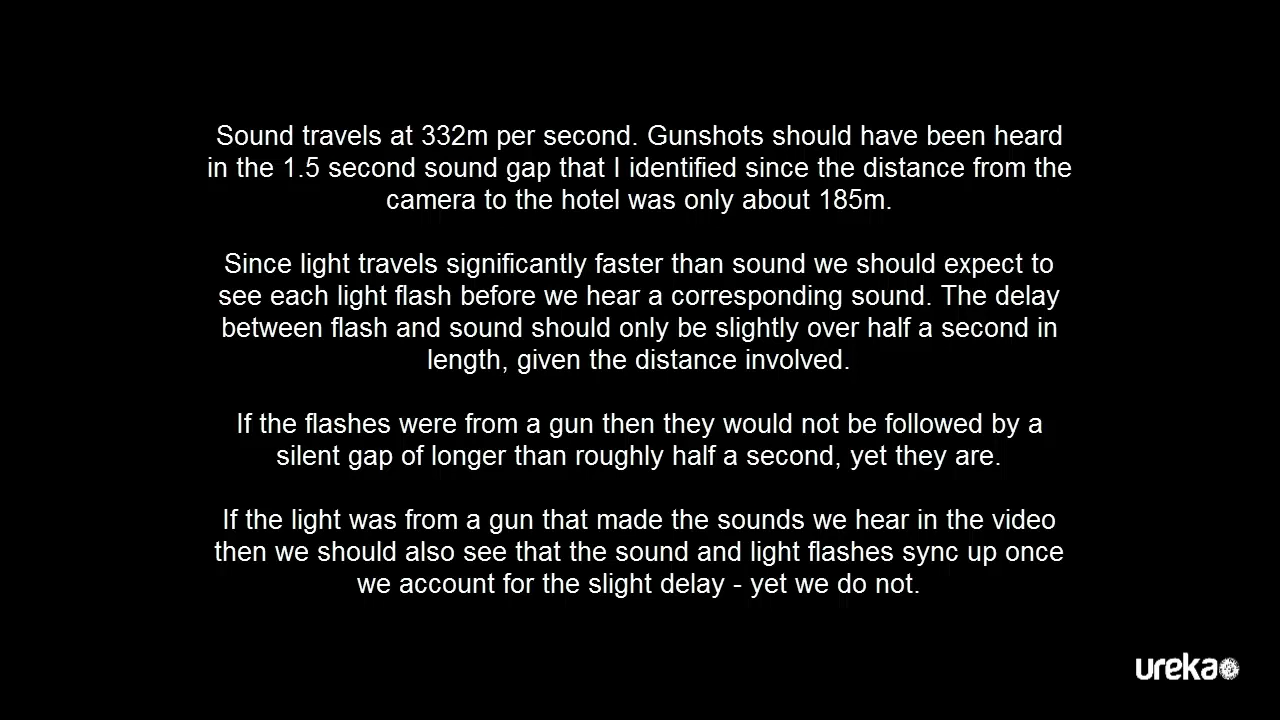 Sound travels at 332m per second. Gunshots should have been heard
in the 1.5 second sound gap that I identified since the distance from the
camera to the hotel was only about 185m.
Since light travels significantly faster than sound we should expect to
see each light flash before we hear a corresponding sound. The delay
between flash and sound should only be slightly over half a second in
length, given the distance involved.
If the flashes were from a gun then they would not be followed by a
silent gap of longer than roughly half a second, yet they are.
If the light was from a gun that made the sounds we hear in the video
then we should also see that the sound and light flashes sync up once
we account for the slight delay - yet we do not.
ureka